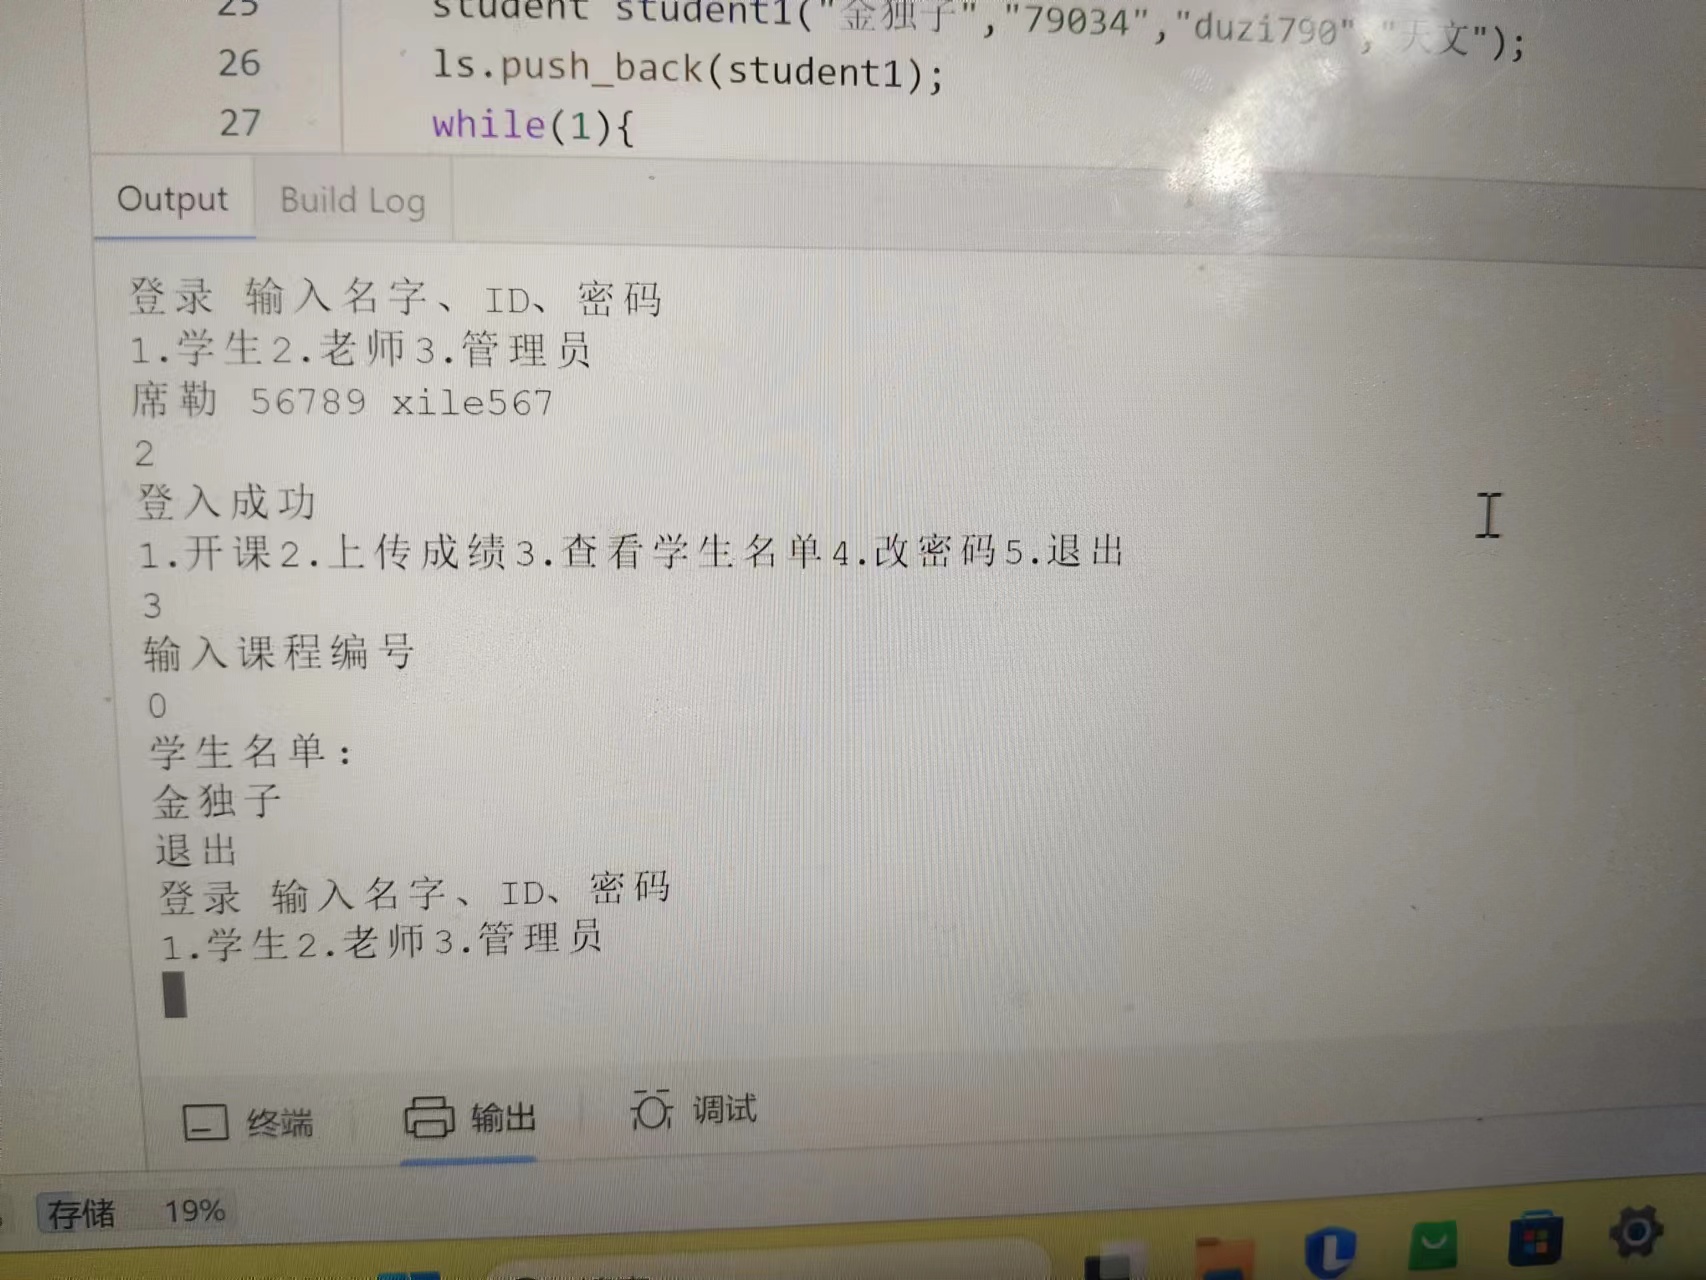 25 student student1("金独子","79034","duzi790","天文");
26 ls.push_back(student1);
27 while(1){
Output Build Log
登录 输入名字、ID、密码
1.学生2.老师3.管理员
席勒 56789 xile567
2
登入成功
1.开课2.上传成绩3.查看学生名单4.改密码5.退出
3
输入课程编号
0
学生名单:
金独子
退出
登录 输入名字、ID、密码
1.学生2.老师3.管理员
终端 输出 调试
存储 19%